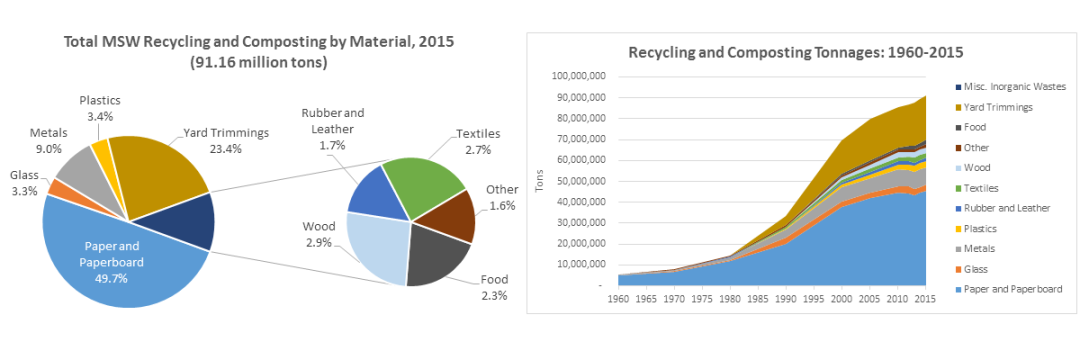 Total MSW Recycling and Composting by Material, 2015
(91.16 million tons)
Plastics
3.4%
Metals
9.0%
Glass
3.3%
Yard Trimmings
23.4%
Paper and
Paperboard
49.7%
Rubber and
Leather
1.7%
Textiles
2.7%
Other
1.6%
Wood
2.9%
Food
2.3%
Recycling and Composting Tonnages: 1960-2015
Tons
100,000,000
90,000,000
80,000,000
70,000,000
60,000,000
50,000,000
40,000,000
30,000,000
20,000,000
10,000,000
-
1960 1965 1970 1975 1980 1985 1990 1995 2000 2005 2010 2015
Misc. Inorganic Wastes
Yard Trimmings
Food
Other
Wood
Textiles
Rubber and Leather
Plastics
Metals
Glass
Paper and Paperboard